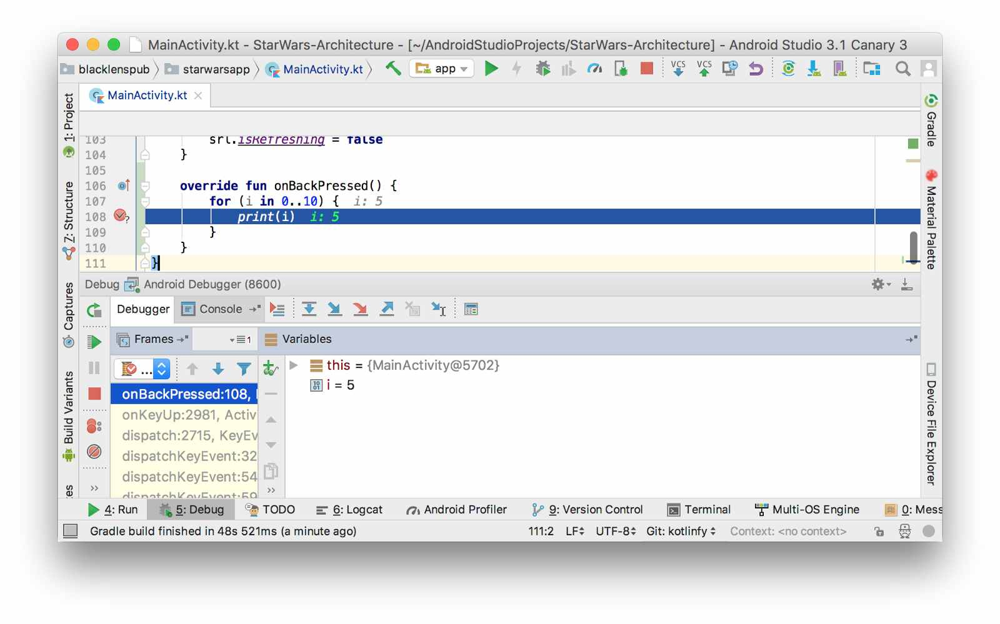 MainActivity.kt - StarWars-Architecture - [~/AndroidStudioProjects/StarWars-Architecture] - Android Studio 3.1 Canary 3
blacklenspub starwarsapp MainActivity.kt app VCS VCS
MainActivity.kt
1: Project
Z: Structure
Captures
Build Variants
103 srl.isRefreshing = false
104 }
105
106 override fun onBackPressed() {
107 for (i in 0..10) { i: 5
108 ? print(i) i: 5
109 }
110 }
111 }
Gradle
Material Palette
Device File Explorer
Debug Android Debugger (8600)
Debugger Console
Frames 1 Variables
...
onBackPressed:108,
onKeyUp:2981, Activ
dispatch:2715, KeyEv
dispatchKeyEvent:32
dispatchKeyEvent:54
dispatchKeyEvent:59
this = {MainActivity@5702}
i = 5
4: Run 5: Debug TODO 6: Logcat Android Profiler 9: Version Control Terminal Multi-OS Engine 0: Mess
Gradle build finished in 48s 521ms (a minute ago) 111:2 LF UTF-8 Git: kotlinfy Context: <no context>